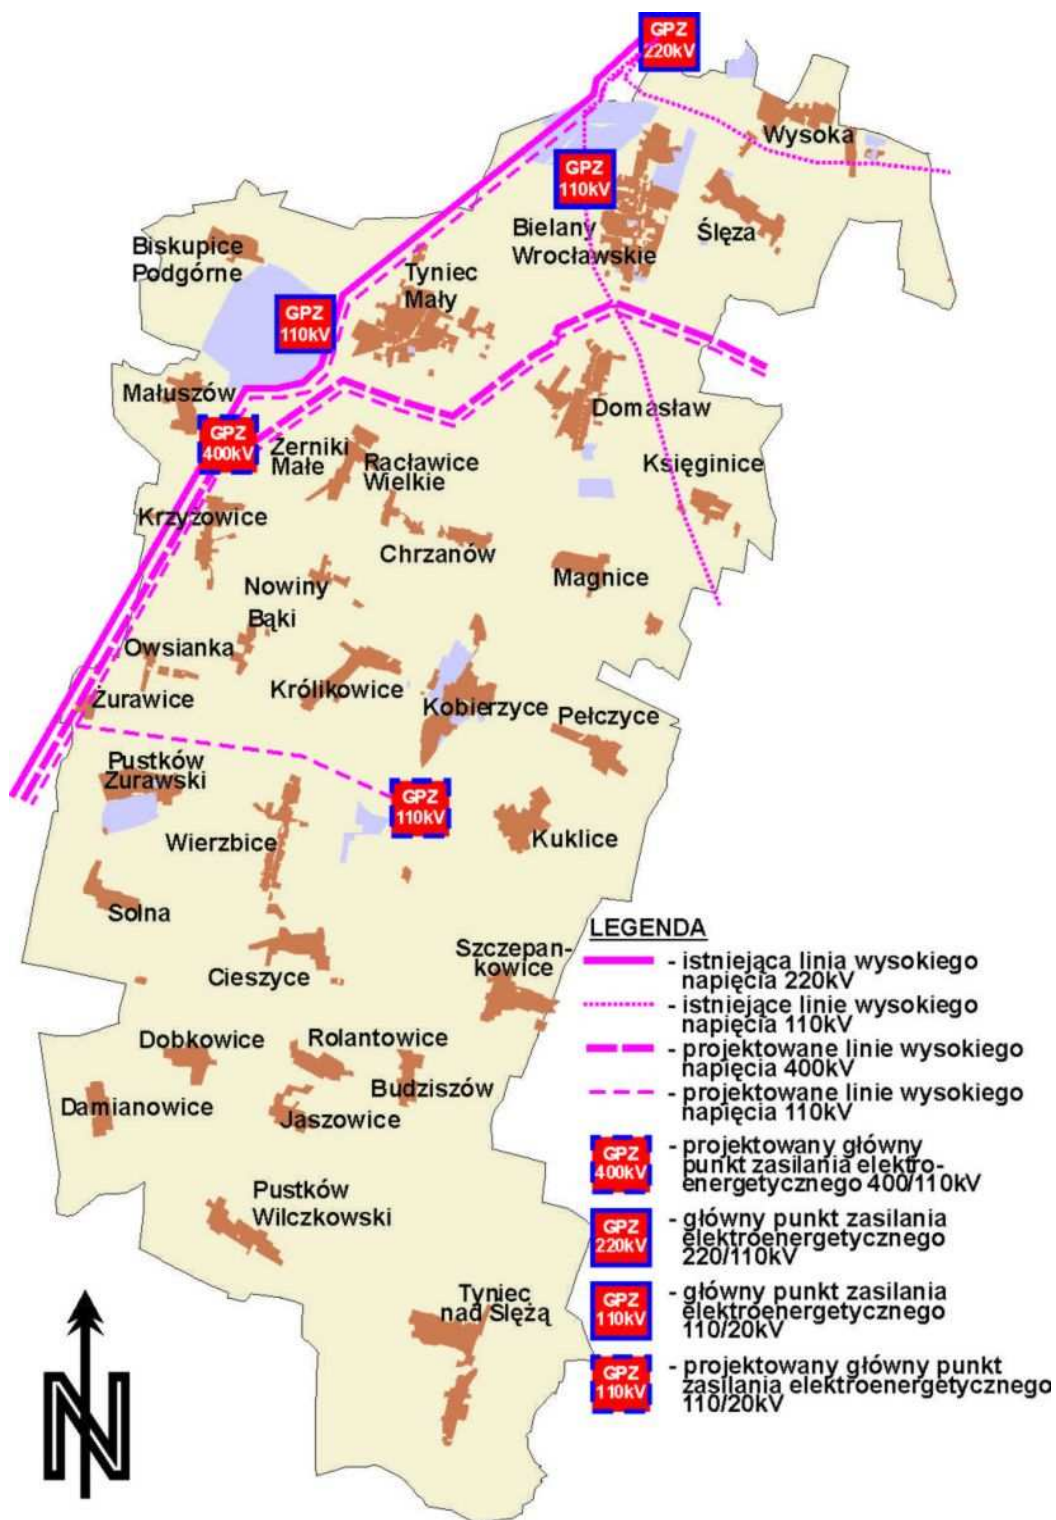 GPZ
220kV
Wysoka
GPZ
110kV
Bielany
Wrocławskie
Ślęza
Biskupice
Podgórne
Tyniec
Mały
GPZ
110kV
Małuszów
Domasław
GPZ
400kV
Żerniki
Małe
Racławice
Wielkie
Księginice
Krzyżowice
Chrzanów
Magnice
Nowiny
Bąki
Owsianka
Królikowice
Żurawice
Kobierzyce
Pełczyce
Pustków
Żurawski
GPZ
110kV
Wierzbice
Kuklice
Solna
Cieszyce
Szczepan-
kowice
Dobkowice
Rolantowice
Budziszów
Damianowice
Jaszowice
Pustków
Wilczkowski
Tyniec
nad Ślężą
N
LEGENDA
- istniejąca linia wysokiego
napięcia 220kV
- istniejące linie wysokiego
napięcia 110kV
- projektowane linie wysokiego
napięcia 400kV
- projektowane linie wysokiego
napięcia 110kV
GPZ
400kV
- projektowany główny
punkt zasilania elektro-
energetycznego 400/110kV
GPZ
220kV
- główny punkt zasilania
elektroenergetycznego
220/110kV
GPZ
110kV
- główny punkt zasilania
elektroenergetycznego
110/20kV
GPZ
110kV
- projektowany główny punkt
zasilania elektroenergetycznego
110/20kV